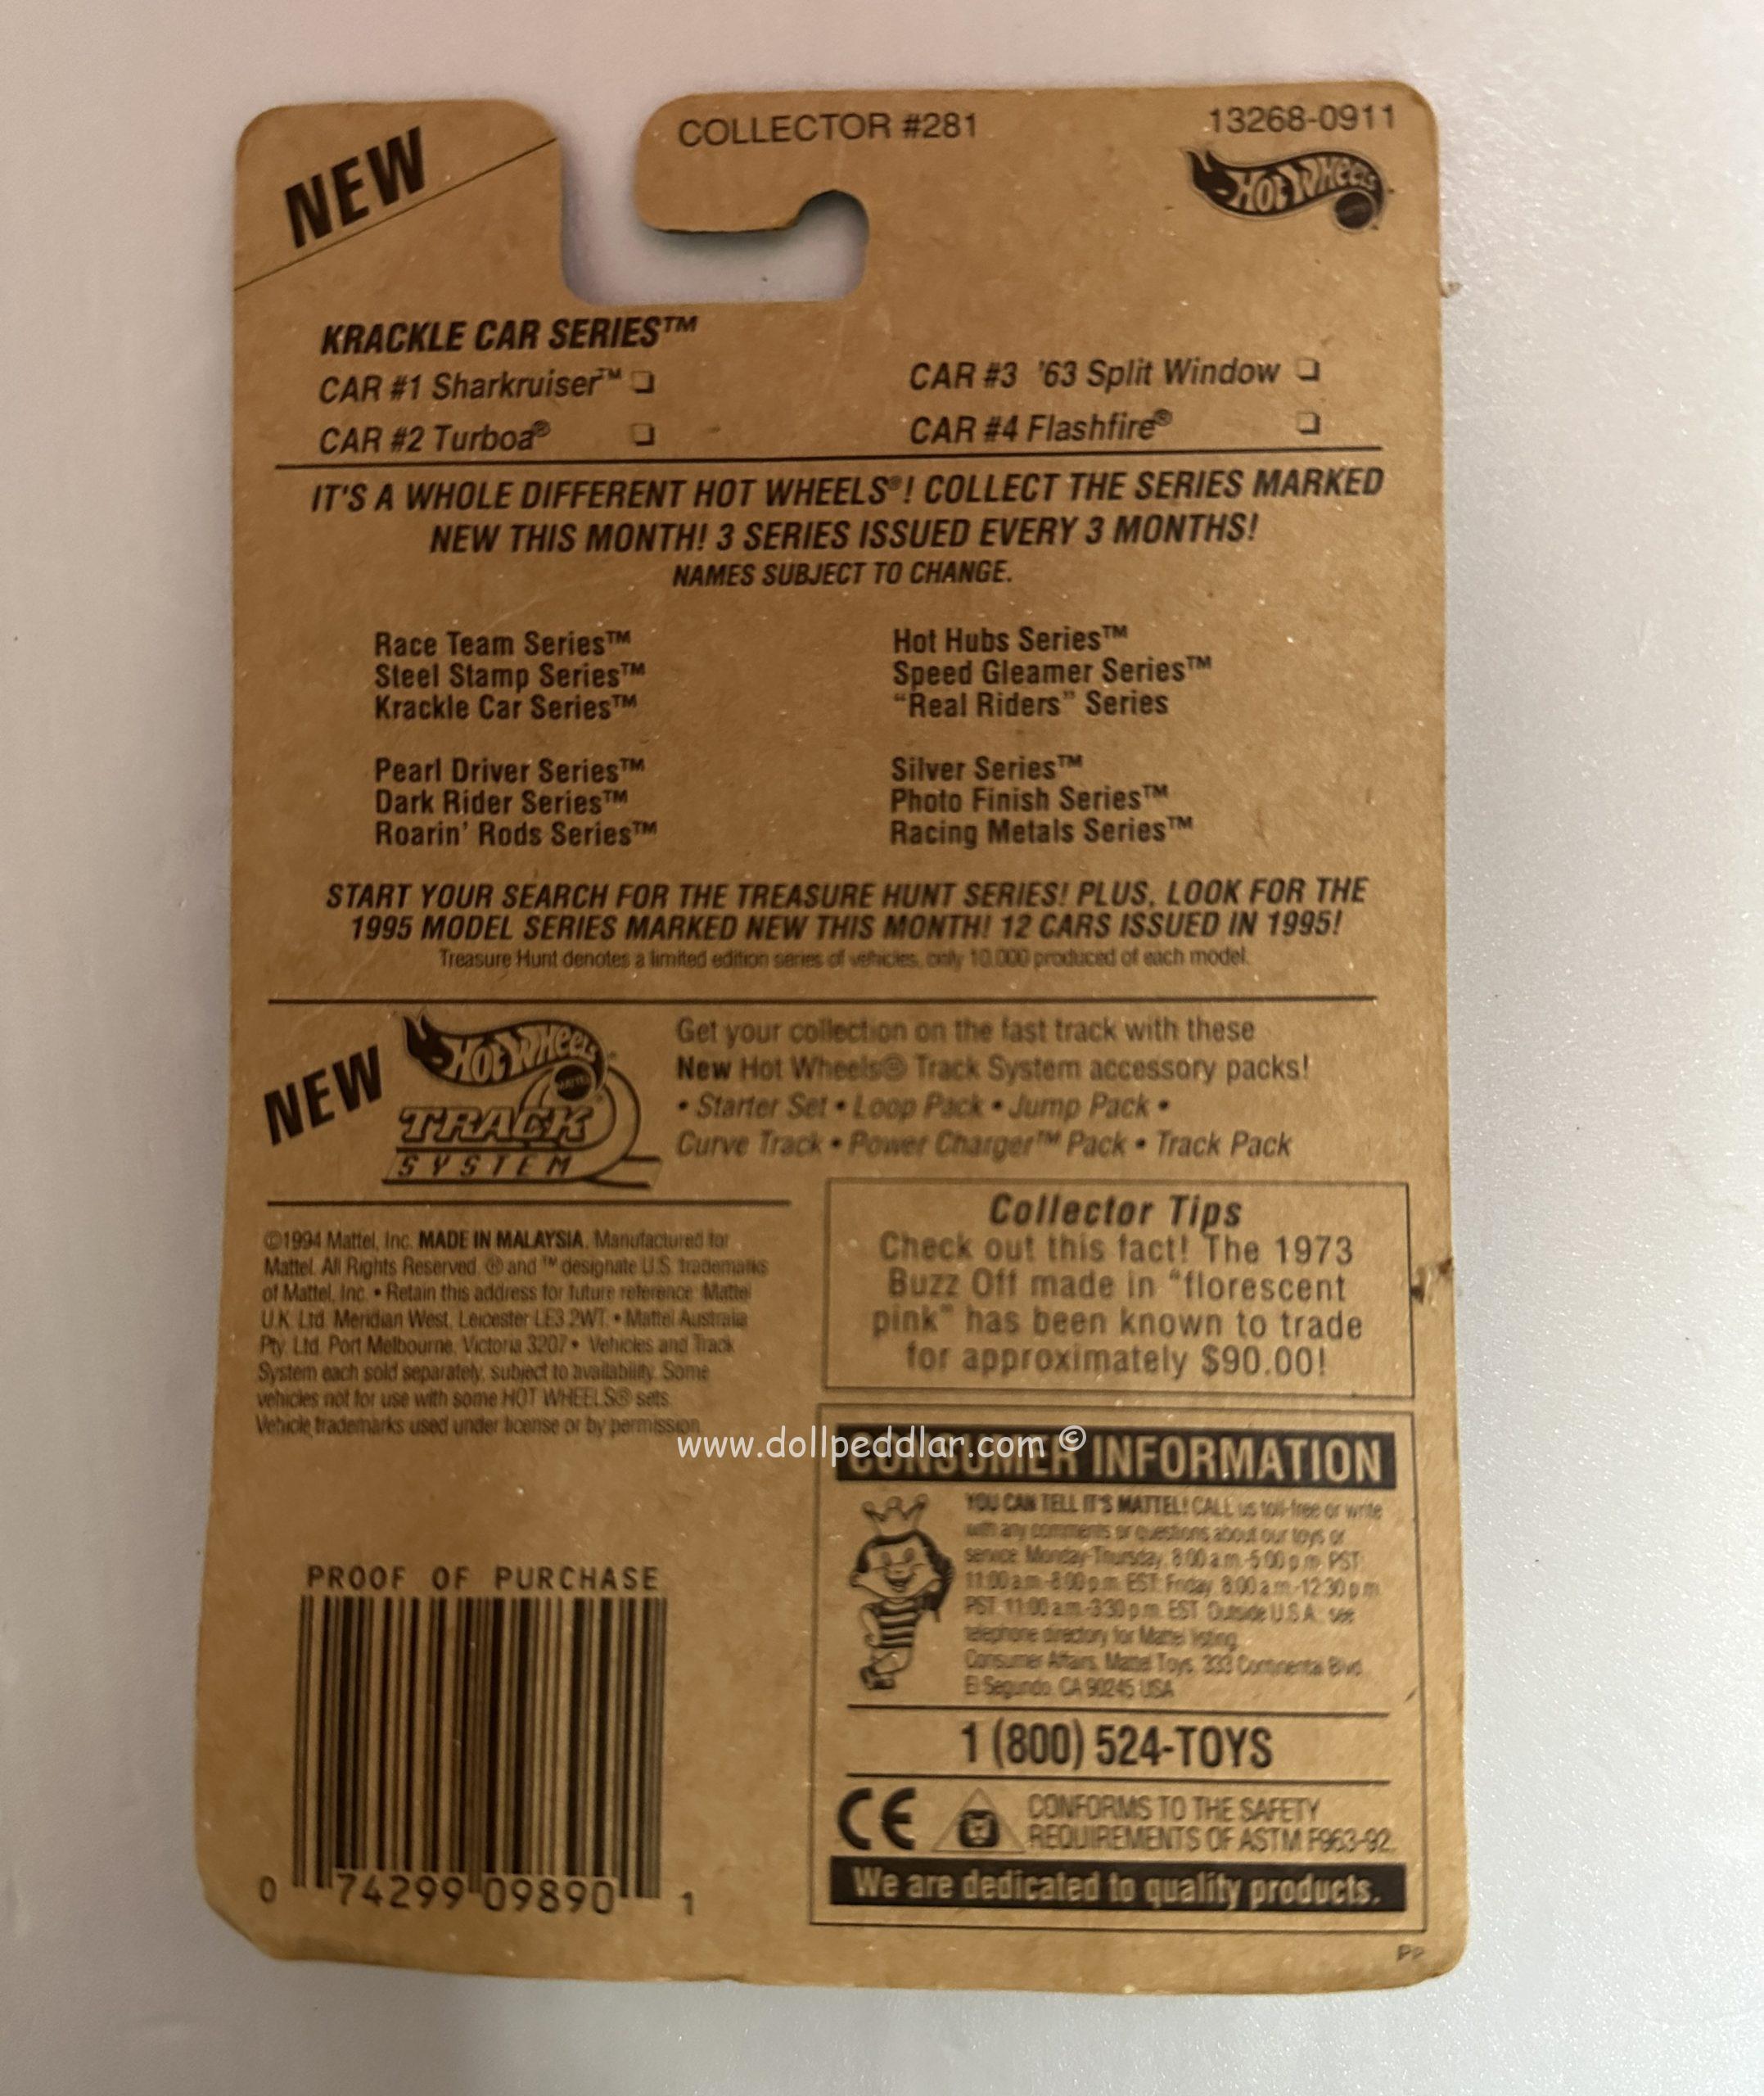 NEW
COLLECTOR #281
13268-0911
HOT WHEELS
KRACKLE CAR SERIES™
CAR #1 Sharkruiser™ ❏
CAR #2 Turboa® ❏
CAR #3 '63 Split Window ❏
CAR #4 Flashfire® ❏
IT'S A WHOLE DIFFERENT HOT WHEELS®! COLLECT THE SERIES MARKED
NEW THIS MONTH! 3 SERIES ISSUED EVERY 3 MONTHS!
NAMES SUBJECT TO CHANGE.
Race Team Series™
Steel Stamp Series™
Krackle Car Series™
Hot Hubs Series™
Speed Gleamer Series™
“Real Riders” Series
Pearl Driver Series™
Dark Rider Series™
Roarin' Rods Series™
Silver Series™
Photo Finish Series™
Racing Metals Series™
START YOUR SEARCH FOR THE TREASURE HUNT SERIES! PLUS, LOOK FOR THE
1995 MODEL SERIES MARKED NEW THIS MONTH! 12 CARS ISSUED IN 1995!
Treasure Hunt denotes a limited edition series of vehicles, only 10,000 produced of each model.
NEW
HOT WHEELS
TRACK
SYSTEM
Get your collection on the fast track with these
New Hot Wheels® Track System accessory packs!
• Starter Set • Loop Pack • Jump Pack •
Curve Track • Power Charger™ Pack • Track Pack
©1994 Mattel, Inc. MADE IN MALAYSIA. Manufactured for
Mattel. All Rights Reserved. ® and ™ designate U.S. trademarks
of Mattel, Inc. • Retain this address for future reference: Mattel
U.K. Ltd. Meridian West, Leicester LE3 2WT. • Mattel Australia
Pty. Ltd. Port Melbourne, Victoria 3207 • Vehicles and Track
System each sold separately, subject to availability. Some
vehicles not for use with some HOT WHEELS® sets.
Vehicle trademarks used under license or by permission.
Collector Tips
Check out this fact! The 1973
Buzz Off made in “florescent
pink” has been known to trade
for approximately $90.00!
www.dollpeddlar.com ©
CONSUMER INFORMATION
YOU CAN TELL IT'S MATTEL! CALL us toll-free or write
with any comments or questions about our toys or
service. Monday-Thursday, 8:00 a.m.-5:00 p.m. PST:
11:00 a.m.-8:00 p.m. EST. Friday, 8:00 a.m.-12:30 p.m.
PST: 11:00 a.m.-3:30 p.m. EST. Outside U.S.A., see
telephone directory for Mattel listing.
Consumer Affairs, Mattel Toys, 333 Continental Blvd.
El Segundo, CA 90245 USA
1 (800) 524-TOYS
CE
CONFORMS TO THE SAFETY
REQUIREMENTS OF ASTM F963-92.
We are dedicated to quality products.
PROOF OF PURCHASE
0 74299 09890 1
P2